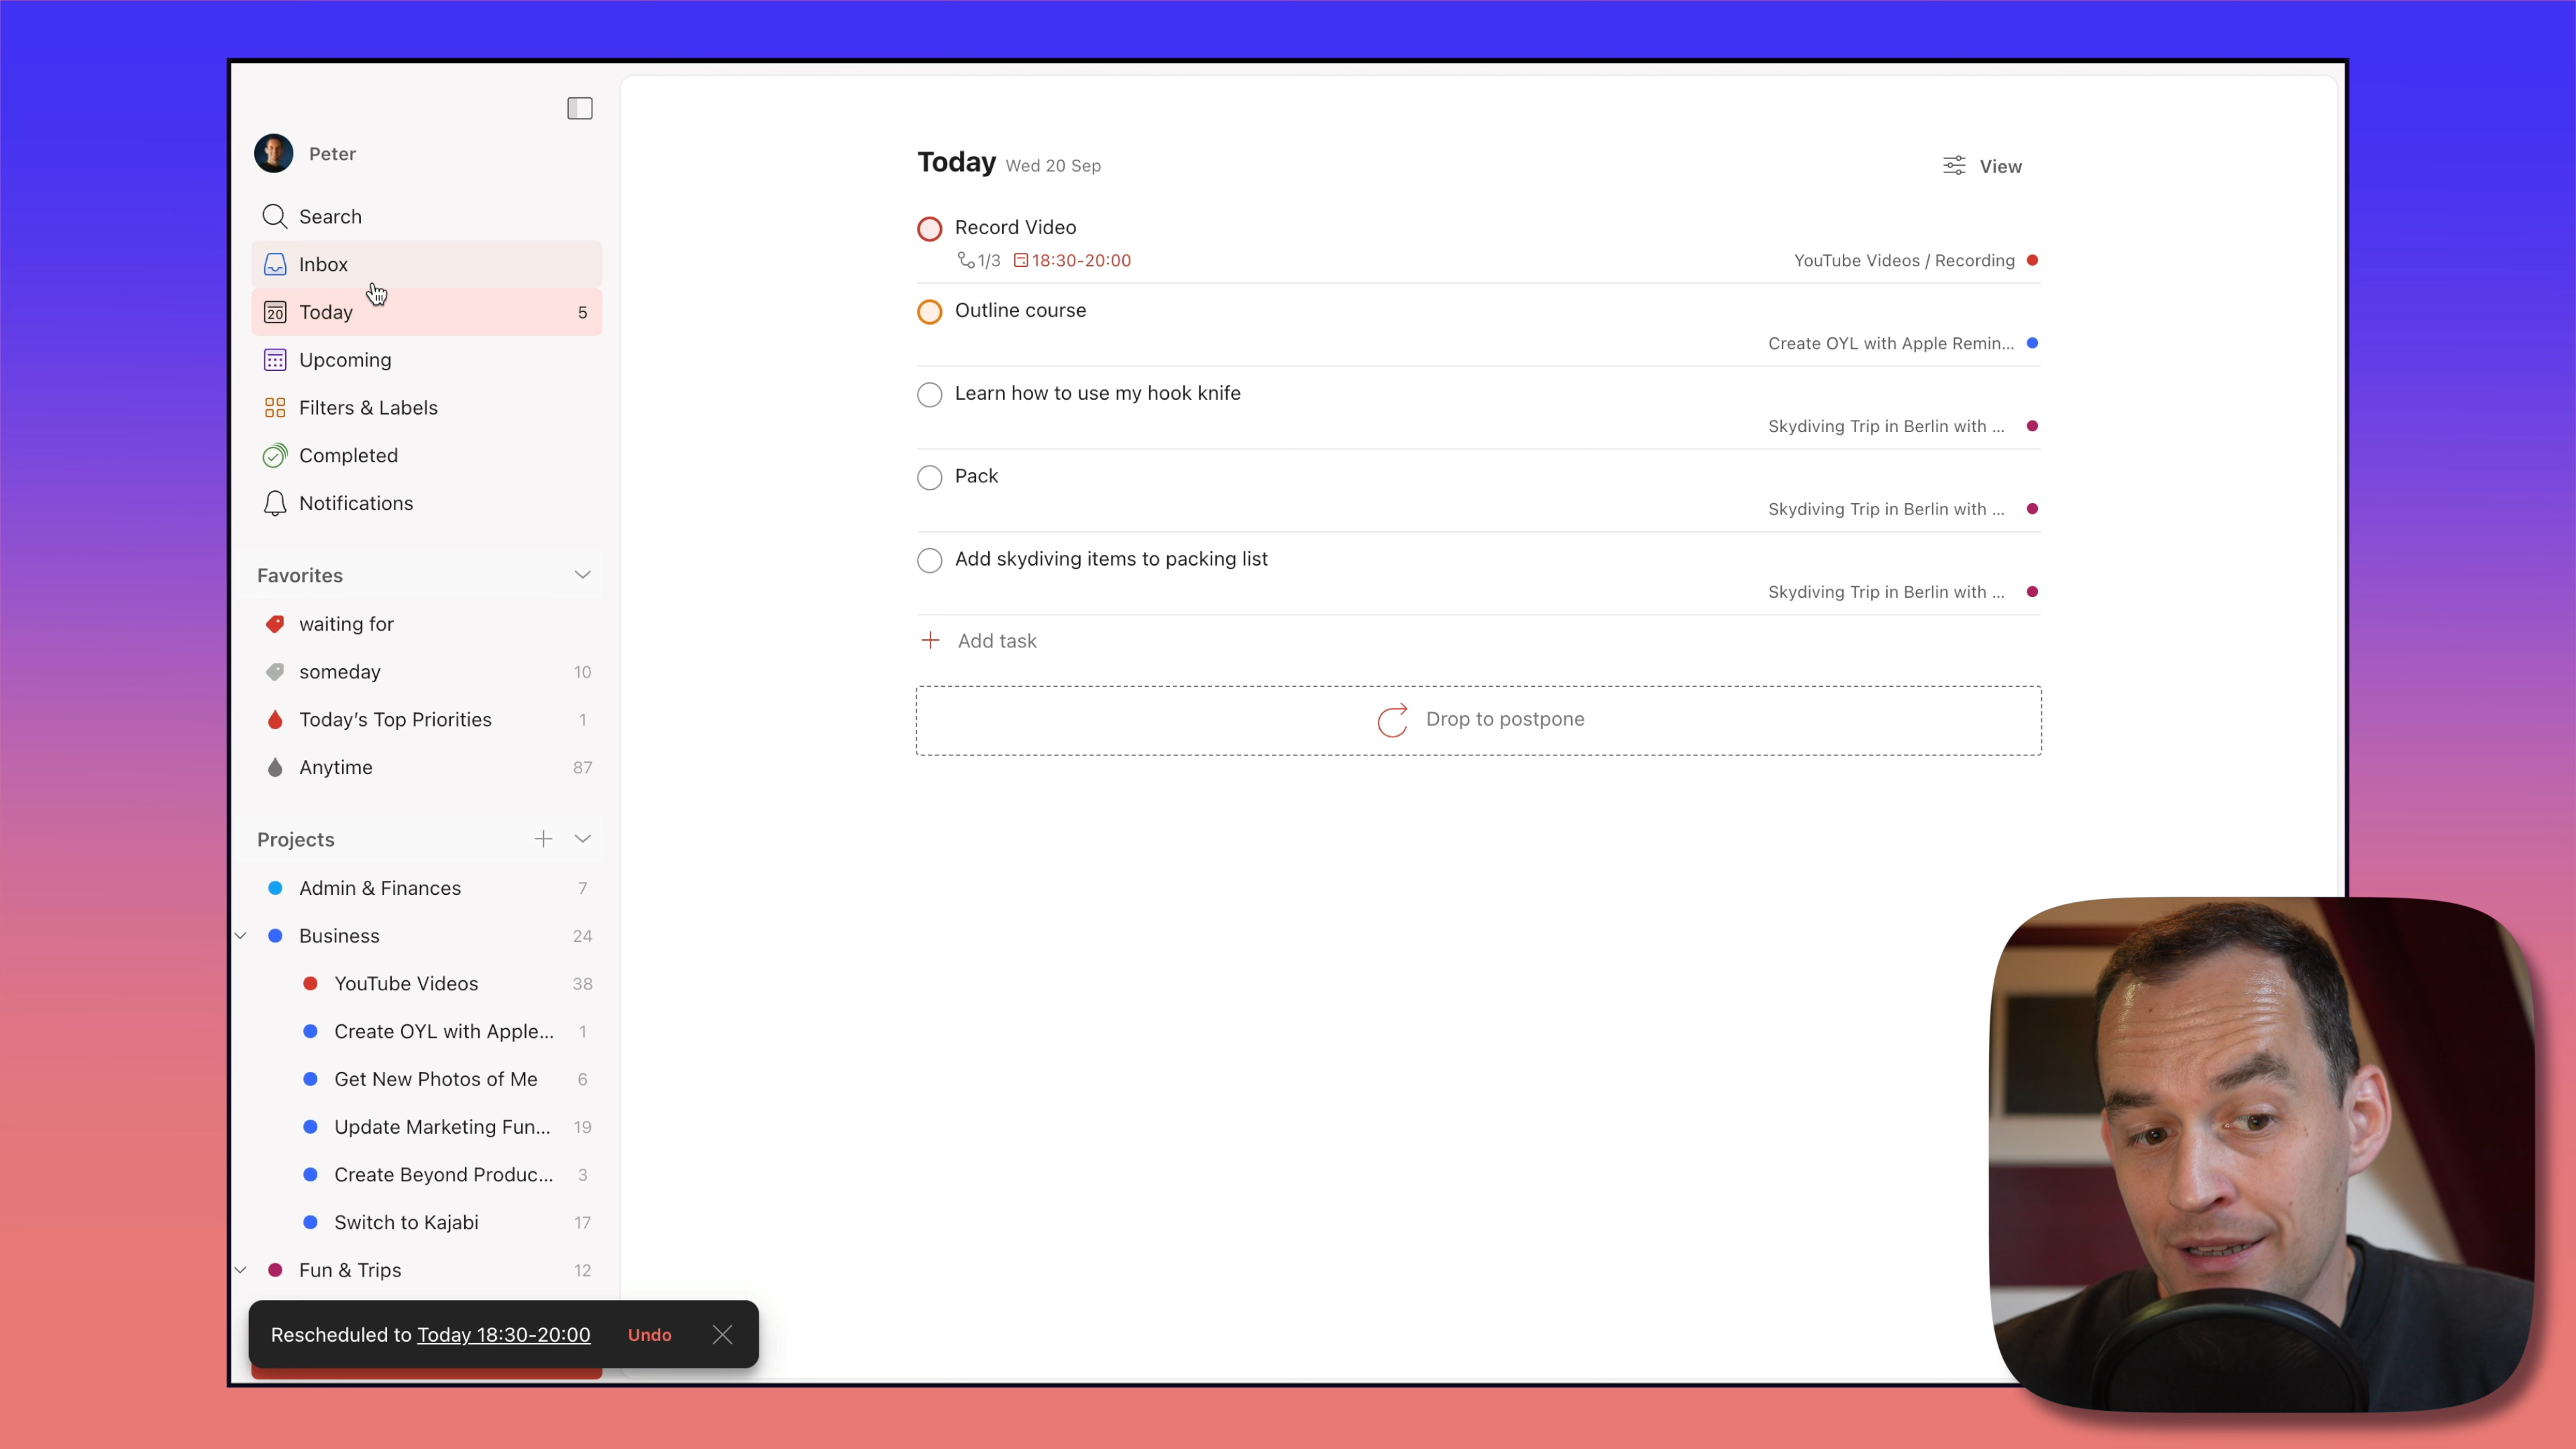 Peter
Search
Inbox
20 Today 5
Upcoming
Filters & Labels
Completed
Notifications
Favorites
waiting for
someday 10
Today's Top Priorities 1
Anytime 87
Projects
Admin & Finances 7
Business 24
YouTube Videos 38
Create OYL with Apple... 1
Get New Photos of Me 6
Update Marketing Fun... 19
Create Beyond Produc... 3
Switch to Kajabi 17
Fun & Trips 12
Rescheduled to Today 18:30-20:00 Undo
Today Wed 20 Sep View
Record Video
1/3 18:30-20:00 YouTube Videos / Recording
Outline course
Create OYL with Apple Remin...
Learn how to use my hook knife
Skydiving Trip in Berlin with ...
Pack
Skydiving Trip in Berlin with ...
Add skydiving items to packing list
Skydiving Trip in Berlin with ...
Add task
Drop to postpone